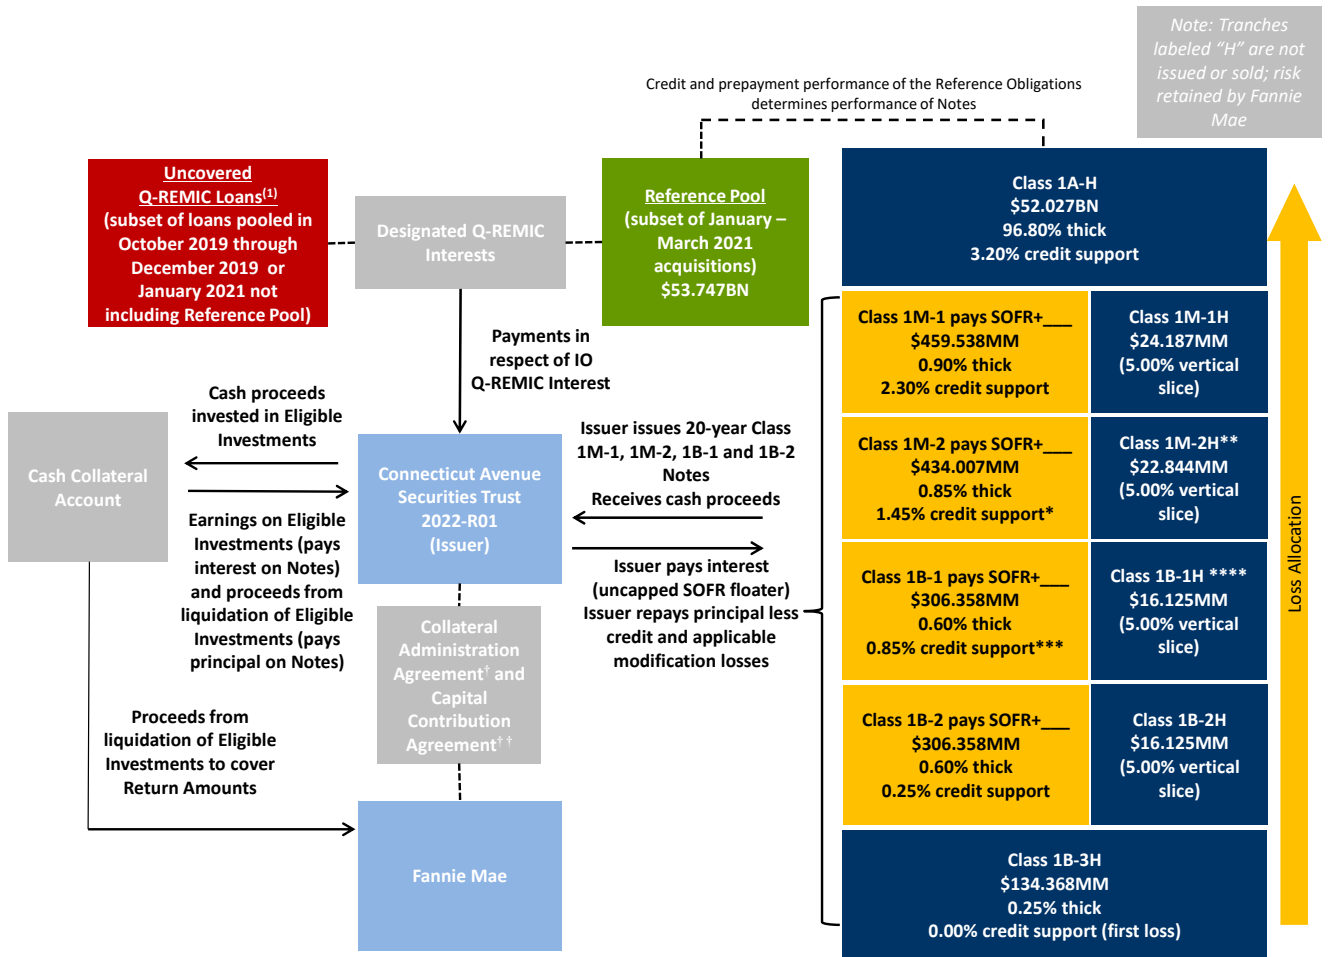 Note: Tranches
labeled “H” are not
issued or sold; risk
retained by Fannie
Mae
Credit and prepayment performance of the Reference Obligations
determines performance of Notes
Uncovered
Q-REMIC Loans(1)
(subset of loans pooled in
October 2019 through
December 2019 or
January 2021 not
including Reference Pool)
Designated Q-REMIC
Interests
Reference Pool
(subset of January –
March 2021
acquisitions)
$53.747BN
Class 1A-H
$52.027BN
96.80% thick
3.20% credit support
Payments in
respect of IO
Q-REMIC Interest
Class 1M-1 pays SOFR+___
$459.538MM
0.90% thick
2.30% credit support
Class 1M-1H
$24.187MM
(5.00% vertical
slice)
Cash proceeds
invested in Eligible
Investments
Cash Collateral
Account
Connecticut Avenue
Securities Trust
2022-R01
(Issuer)
Issuer issues 20-year Class
1M-1, 1M-2, 1B-1 and 1B-2
Notes
Receives cash proceeds
Class 1M-2 pays SOFR+___
$434.007MM
0.85% thick
1.45% credit support*
Class 1M-2H**
$22.844MM
(5.00% vertical
slice)
Earnings on Eligible
Investments (pays
interest on Notes)
and proceeds from
liquidation of Eligible
Investments (pays
principal on Notes)
Issuer pays interest
(uncapped SOFR floater)
Issuer repays principal less
credit and applicable
modification losses
Class 1B-1 pays SOFR+___
$306.358MM
0.60% thick
0.85% credit support***
Class 1B-1H ****
$16.125MM
(5.00% vertical
slice)
Loss Allocation
Collateral
Administration
Agreement† and
Capital
Contribution
Agreement† †
Proceeds from
liquidation of Eligible
Investments to cover
Return Amounts
Class 1B-2 pays SOFR+___
$306.358MM
0.60% thick
0.25% credit support
Class 1B-2H
$16.125MM
(5.00% vertical
slice)
Fannie Mae
Class 1B-3H
$134.368MM
0.25% thick
0.00% credit support (first loss)